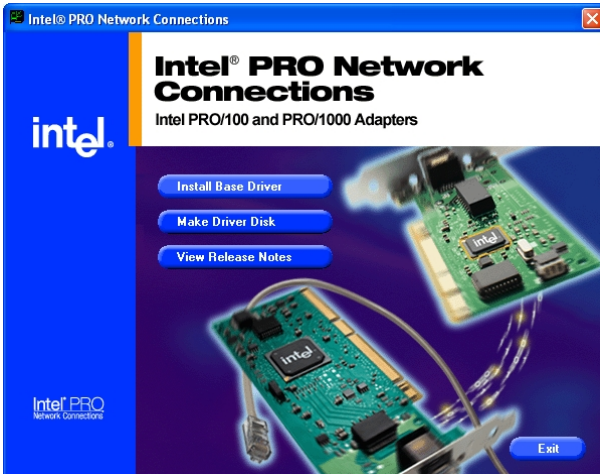 Intel® PRO Network Connections
Intel® PRO Network
Connections
Intel PRO/100 and PRO/1000 Adapters
intel®
Install Base Driver
Make Driver Disk
View Release Notes
intel
intel
Intel® PRO
Network Connections
Exit